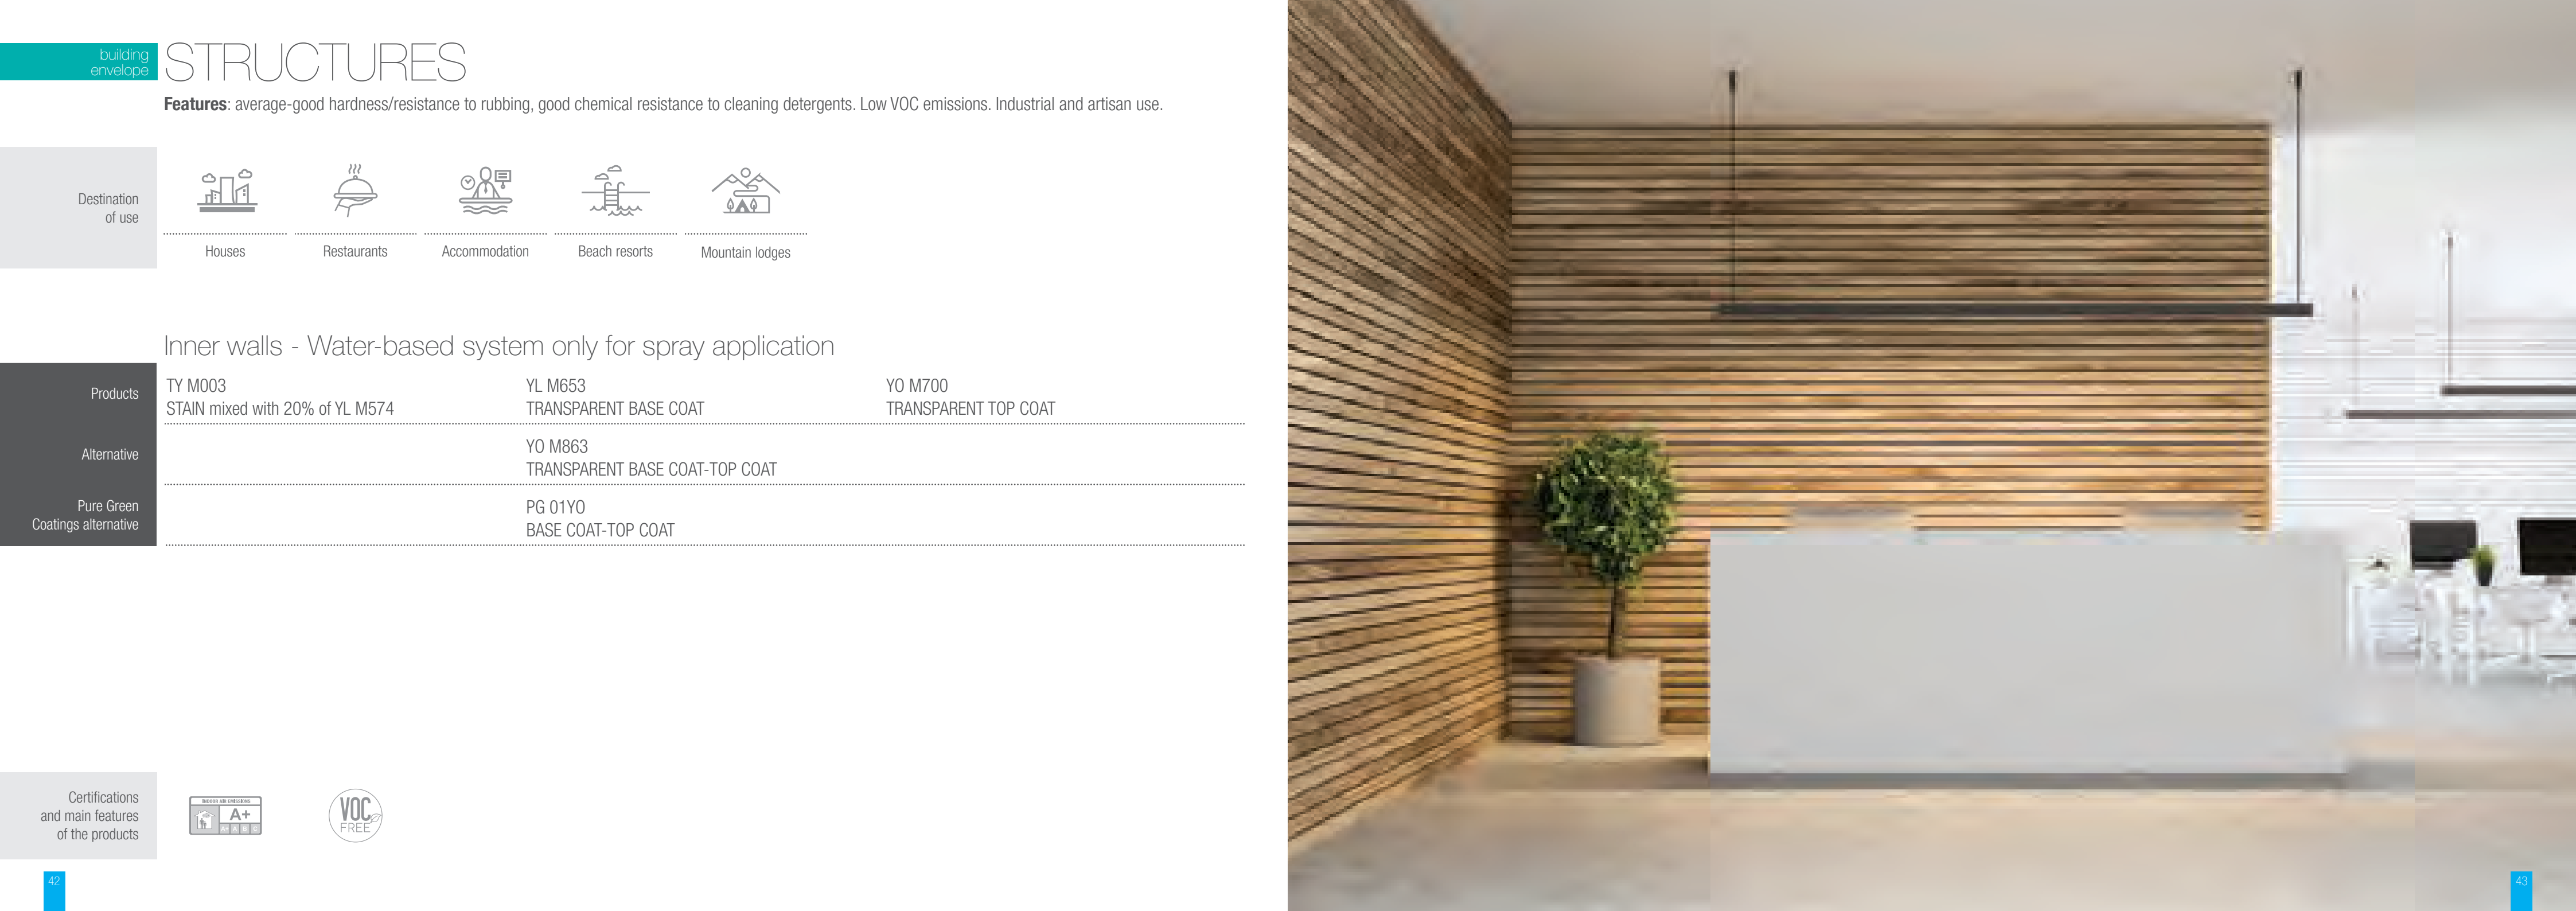 building
envelope
STRUCTURES
Features: average-good hardness/resistance to rubbing, good chemical resistance to cleaning detergents. Low VOC emissions. Industrial and artisan use.
Destination
of use
Houses
Restaurants
Accommodation
Beach resorts
Mountain lodges
Inner walls - Water-based system only for spray application
Products
TY M003
STAIN mixed with 20% of YL M574
YL M653
TRANSPARENT BASE COAT
YO M700
TRANSPARENT TOP COAT
Alternative
YO M863
TRANSPARENT BASE COAT-TOP COAT
Pure Green
Coatings alternative
PG 01YO
BASE COAT-TOP COAT
Certifications
and main features
of the products
INDOOR AIR EMISSIONS
A+
A+ A B C
VOC
FREE
42
43